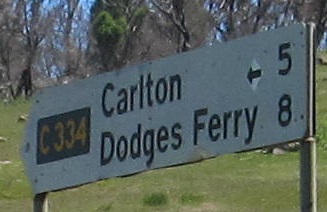 C 334
Carlton 5
Dodges Ferry 8